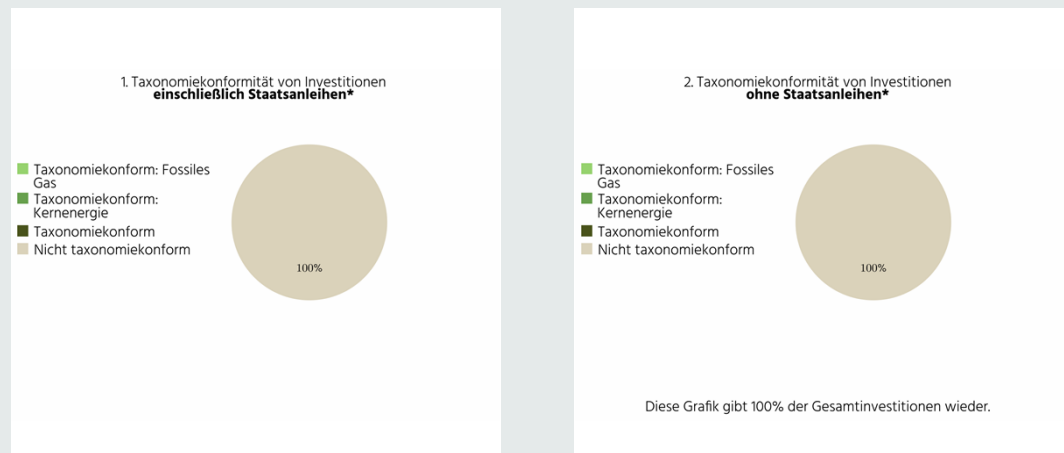 1. Taxonomiekonformität von Investitionen
einschließlich Staatsanleihen*
Taxonomiekonform: Fossiles
Gas
Taxonomiekonform:
Kernenergie
Taxonomiekonform
Nicht taxonomiekonform
100%
2. Taxonomiekonformität von Investitionen
ohne Staatsanleihen*
Taxonomiekonform: Fossiles
Gas
Taxonomiekonform:
Kernenergie
Taxonomiekonform
Nicht taxonomiekonform
100%
Diese Grafik gibt 100% der Gesamtinvestitionen wieder.